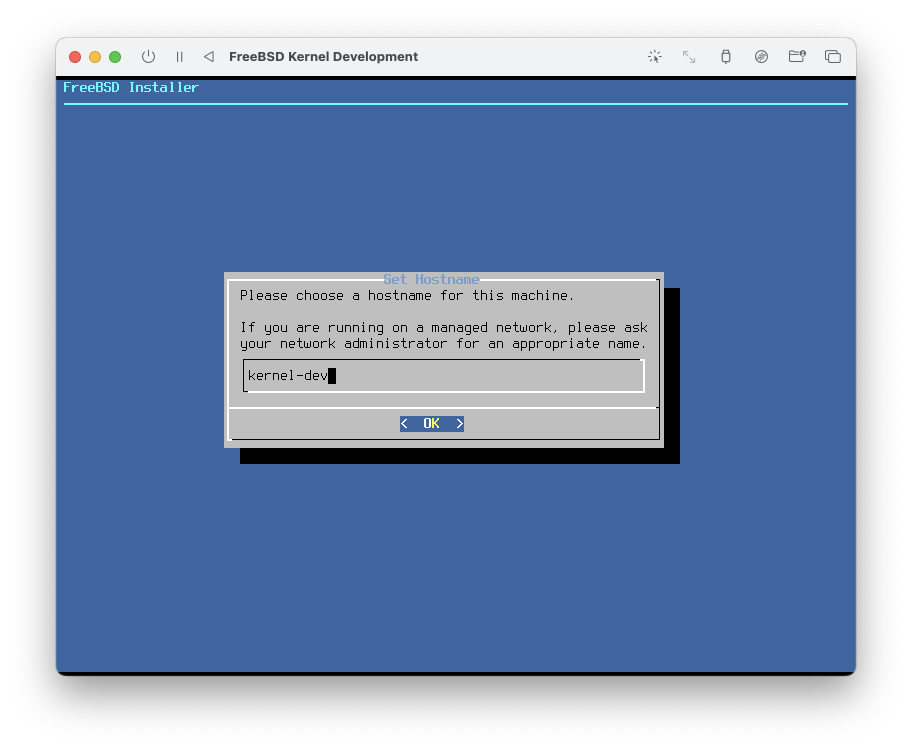 FreeBSD Kernel Development
FreeBSD Installer
Set Hostname
Please choose a hostname for this machine.
If you are running on a managed network, please ask
your network administrator for an appropriate name.
kernel-dev
< OK >